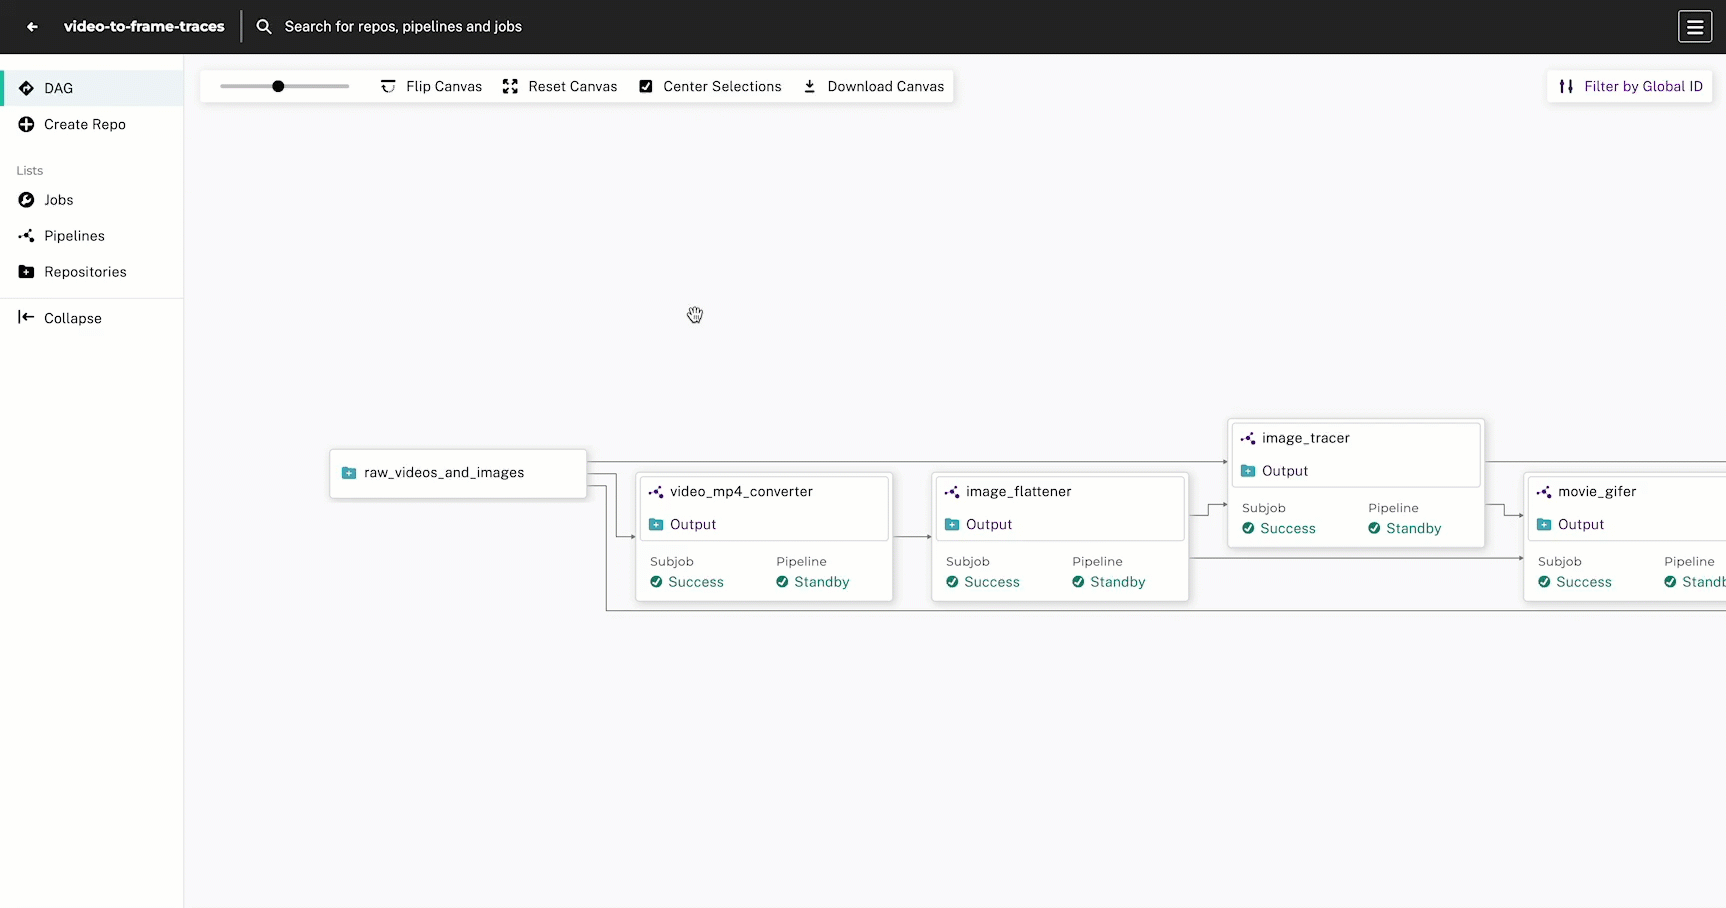 video-to-frame-traces
Search for repos, pipelines and jobs
DAG
Create Repo
Lists
Jobs
Pipelines
Repositories
Collapse
Flip Canvas
Reset Canvas
Center Selections
Download Canvas
Filter by Global ID
raw_videos_and_images
video_mp4_converter
Output
Subjob
Pipeline
Success
Standby
image_flattener
Output
Subjob
Pipeline
Success
Standby
image_tracer
Output
Subjob
Pipeline
Success
Standby
movie_gifer
Output
Subjob
Pipeline
Success
Standb